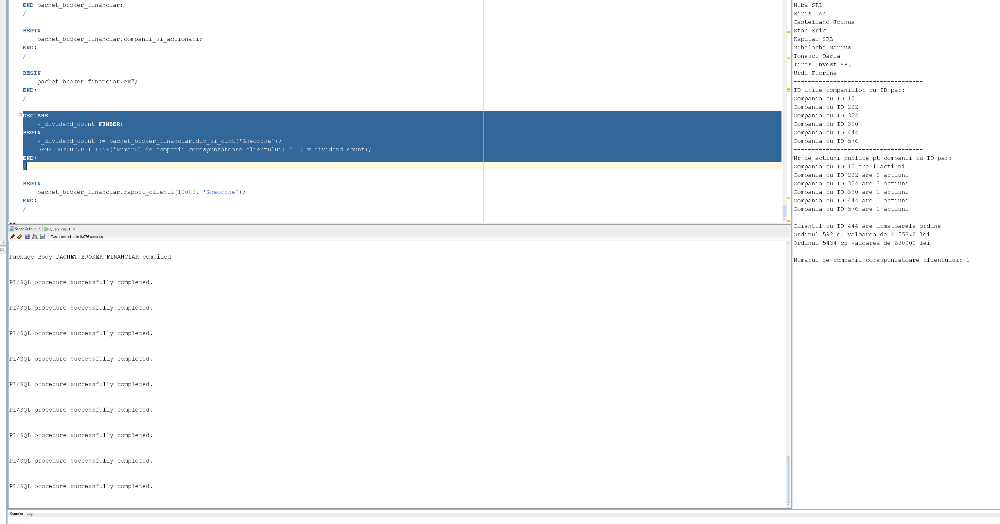 END pachet_broker_financiar;
/
--------------------------
BEGIN
    pachet_broker_financiar.companii_si_actionari;
END;
/
BEGIN
    pachet_broker_financiar.ex7;
END;
/
DECLARE
    v_dividend_count NUMBER;
BEGIN
    v_dividend_count := pachet_broker_financiar.div_si_clnt('Gheorghe');
    DBMS_OUTPUT.PUT_LINE('Numarul de companii corespunzatoare clientului: ' || v_dividend_count);
END;
/
BEGIN
    pachet_broker_financiar.raport_clienti(10000, 'Gheorghe');
END;
/
Script Output x Query Result x
Task completed in 0.076 seconds
Package Body PACHET_BROKER_FINANCIAR compiled
PL/SQL procedure successfully completed.
PL/SQL procedure successfully completed.
PL/SQL procedure successfully completed.
PL/SQL procedure successfully completed.
PL/SQL procedure successfully completed.
PL/SQL procedure successfully completed.
PL/SQL procedure successfully completed.
PL/SQL procedure successfully completed.
PL/SQL procedure successfully completed.
Compiler - Log
Nuba SRL
Biris Ion
Castellano Joshua
Stan Eric
Kapital SRL
Mihalache Marius
Ionescu Daria
Tiras Invest SRL
Urdu Florina
------------------------------------
ID-urile companiilor cu ID par:
Compania cu ID 12
Compania cu ID 222
Compania cu ID 324
Compania cu ID 390
Compania cu ID 444
Compania cu ID 576
------------------------------------
Nr de actiuni publice pt companii cu ID par:
Compania cu ID 12 are 1 actiuni
Compania cu ID 222 are 2 actiuni
Compania cu ID 324 are 3 actiuni
Compania cu ID 390 are 1 actiuni
Compania cu ID 444 are 1 actiuni
Compania cu ID 576 are 1 actiuni
Clientul cu ID 444 are urmatoarele ordine
Ordinul 592 cu valoarea de 41558.2 lei
Ordinul 5434 cu valoarea de 600000 lei
Numarul de companii corespunzatoare clientului: 1